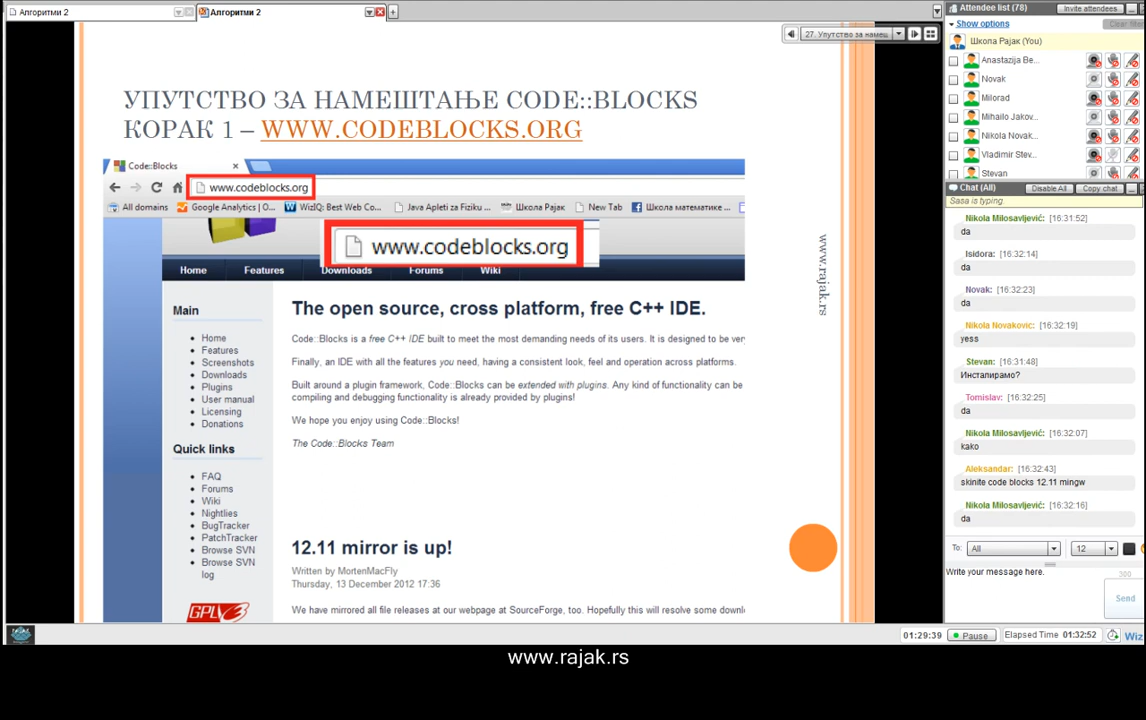 Алгоритми 2
Алгоритми 2
27. Упутство за намеш
УПУТСТВО ЗА НАМЕШТАЊЕ CODE::BLOCKS
КОРАК 1 – WWW.CODEBLOCKS.ORG
Code::Blocks
www.codeblocks.org
All domains
Google Analytics | O...
WizIQ: Best Web Co...
Java Apleti za Fiziku ...
Школа Рајак
New Tab
Школа математике ...
www.codeblocks.org
Home
Features
Downloads
Forums
Wiki
Main
Home
Features
Screenshots
Downloads
Plugins
User manual
Licensing
Donations
Quick links
FAQ
Forums
Wiki
Nightlies
BugTracker
PatchTracker
Browse SVN
Browse SVN
log
GPLV3
The open source, cross platform, free C++ IDE.
Code::Blocks is a free C++ IDE built to meet the most demanding needs of its users. It is designed to be very
Finally, an IDE with all the features you need, having a consistent look, feel and operation across platforms.
Built around a plugin framework, Code::Blocks can be extended with plugins. Any kind of functionality can be
compiling and debugging functionality is already provided by plugins!
We hope you enjoy using Code::Blocks!
The Code::Blocks Team
12.11 mirror is up!
Written by MortenMacFly
Thursday, 13 December 2012 17:36
We have mirrored all file releases at our webpage at SourceForge, too. Hopefully this will resolve some downl
www.rajak.rs
Attendee list (78)
Invite attendees
Show options
Clear
Школа Рајак (You)
Anastazija Be...
Novak
Milorad
Mihailo Jakov...
Nikola Novak...
Vladimir Stev...
Stevan
Chat (All)
Disable All
Copy chat
Sasa is typing.
Nikola Milosavljević: [16:31:52]
da
Isidora: [16:32:14]
da
Novak: [16:32:23]
da
Nikola Novakovic: [16:32:19]
yess
Stevan: [16:31:48]
Инсталирамо?
Tomislav: [16:32:25]
da
Nikola Milosavljević: [16:32:07]
kako
Aleksandar: [16:32:43]
skinite code blocks 12.11 mingw
Nikola Milosavljević: [16:32:16]
da
To:
All
12
Write your message here.
300
Send
01:29:39
Pause
Elapsed Time 01:32:52
Wiz
www.rajak.rs